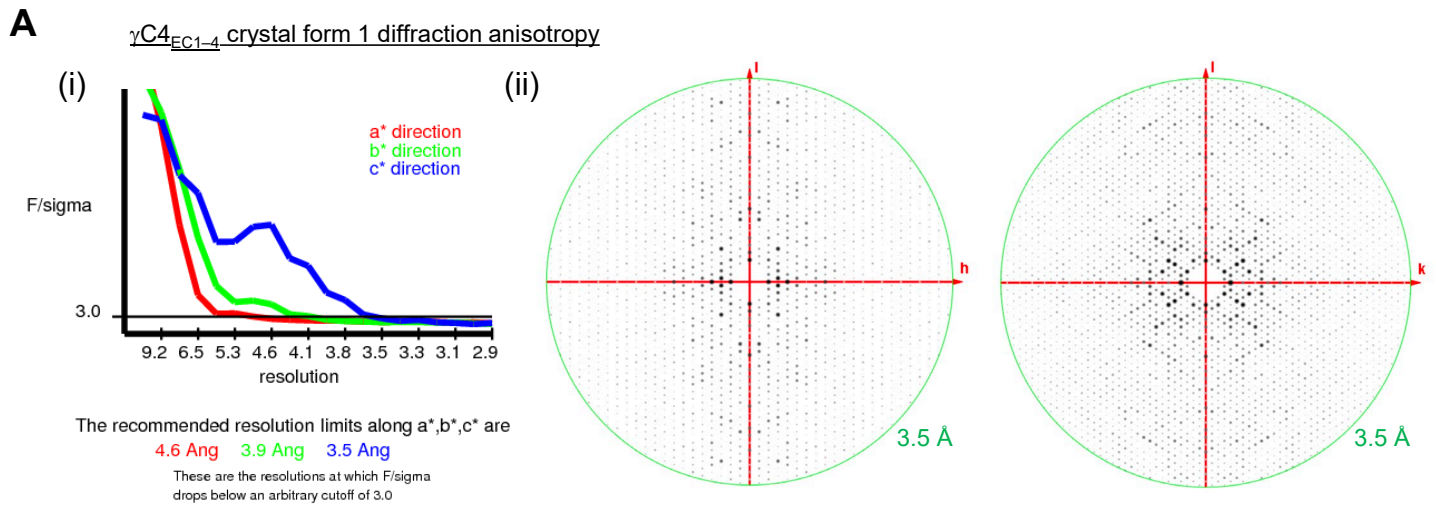 A
γC4EC1–4 crystal form 1 diffraction anisotropy
(i)
a* direction
b* direction
c* direction
F/sigma
3.0
9.2 6.5 5.3 4.6 4.1 3.8 3.5 3.3 3.1 2.9
resolution
The recommended resolution limits along a*,b*,c* are
4.6 Ang 3.9 Ang 3.5 Ang
These are the resolutions at which F/sigma
drops below an arbitrary cutoff of 3.0
(ii)
l
h
3.5 Å
l
k
3.5 Å